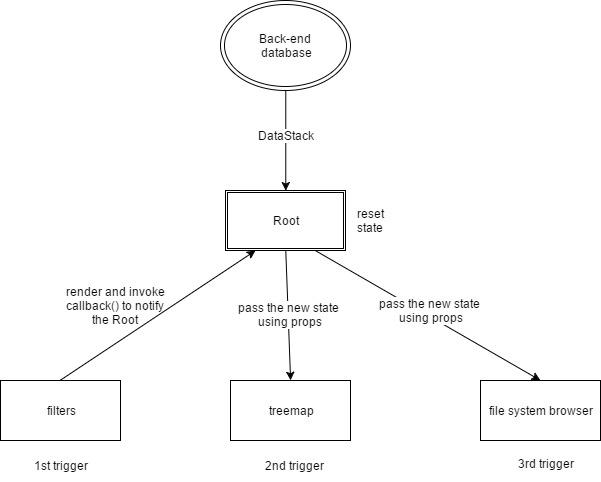 Back-end
database
DataStack
Root
reset
state
render and invoke
callback() to notify
the Root
pass the new state
using props
pass the new state
using props
filters
treemap
file system browser
1st trigger
2nd trigger
3rd trigger